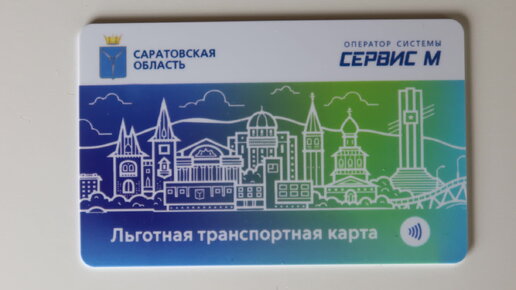 САРАТОВСКАЯ
ОБЛАСТЬ
ОПЕРАТОР СИСТЕМЫ
СЕРВИС М
Льготная транспортная карта